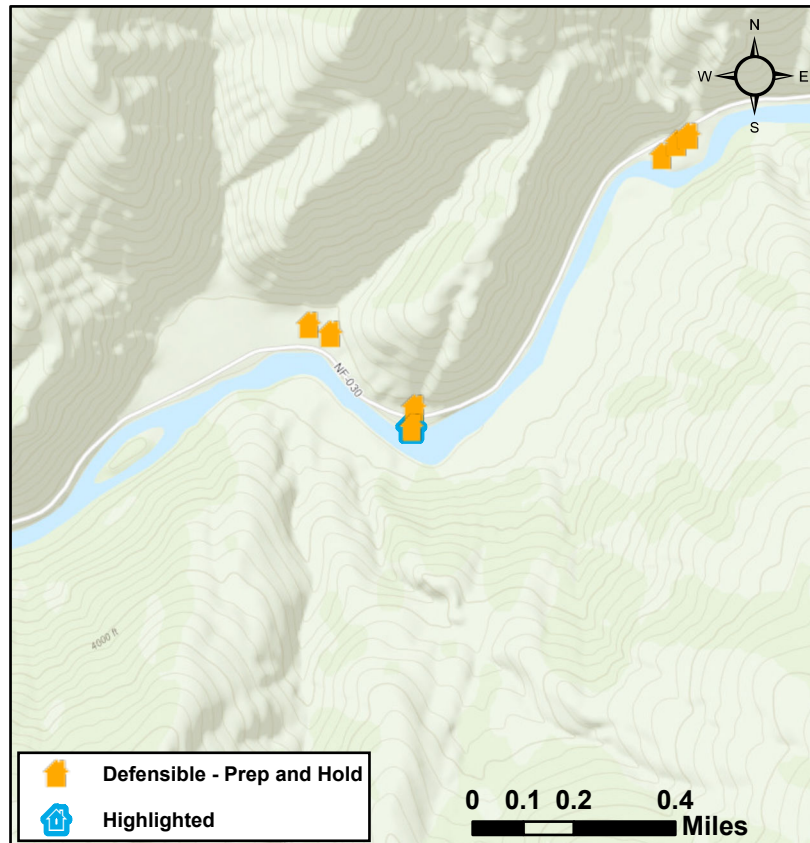 N
W E
S
NF-030
4000 ft
Defensible - Prep and Hold
Highlighted
0 0.1 0.2 0.4
Miles